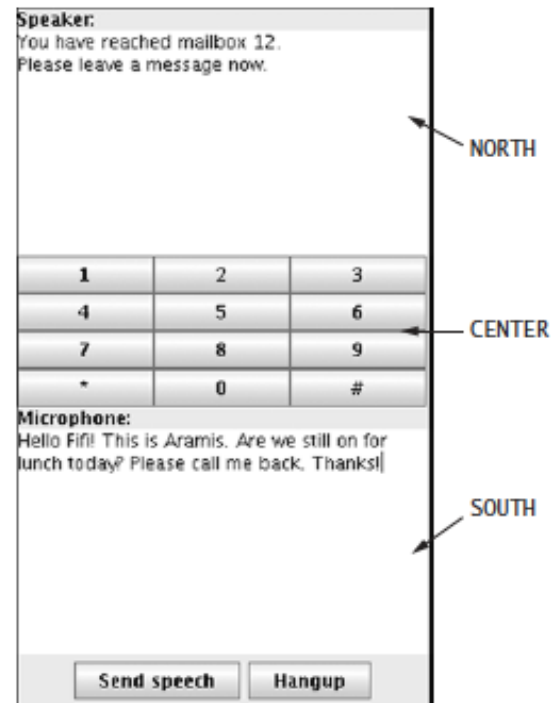 Speaker:
You have reached mailbox 12.
Please leave a message now.
NORTH
1 2 3
4 5 6
CENTER
7 8 9
* 0 #
Microphone:
Hello Fifi! This is Aramis. Are we still on for
lunch today? Please call me back. Thanks!
SOUTH
Send speech Hangup